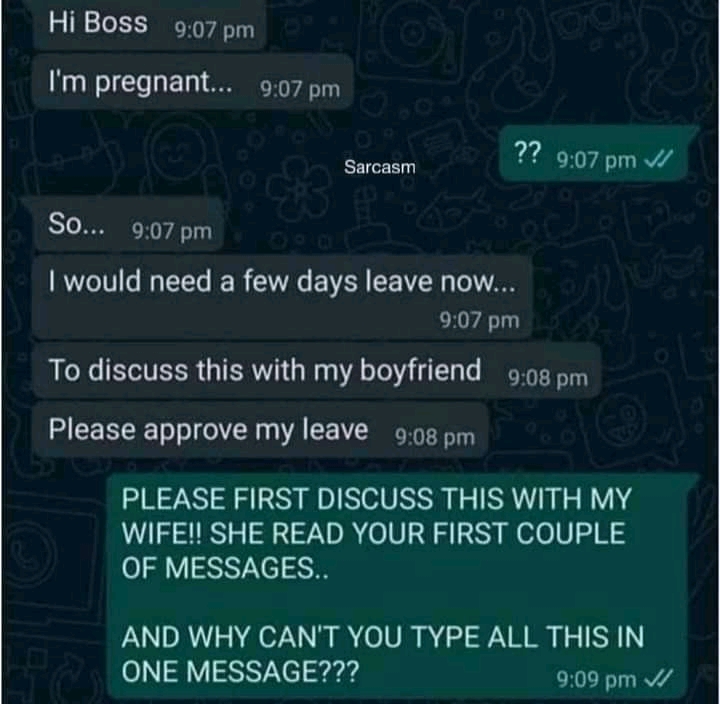 Hi Boss 9:07 pm
I'm pregnant... 9:07 pm
?? 9:07 pm
Sarcasm
So... 9:07 pm
I would need a few days leave now...
9:07 pm
To discuss this with my boyfriend 9:08 pm
Please approve my leave 9:08 pm
PLEASE FIRST DISCUSS THIS WITH MY
WIFE!! SHE READ YOUR FIRST COUPLE
OF MESSAGES..
AND WHY CAN'T YOU TYPE ALL THIS IN
ONE MESSAGE??? 9:09 pm